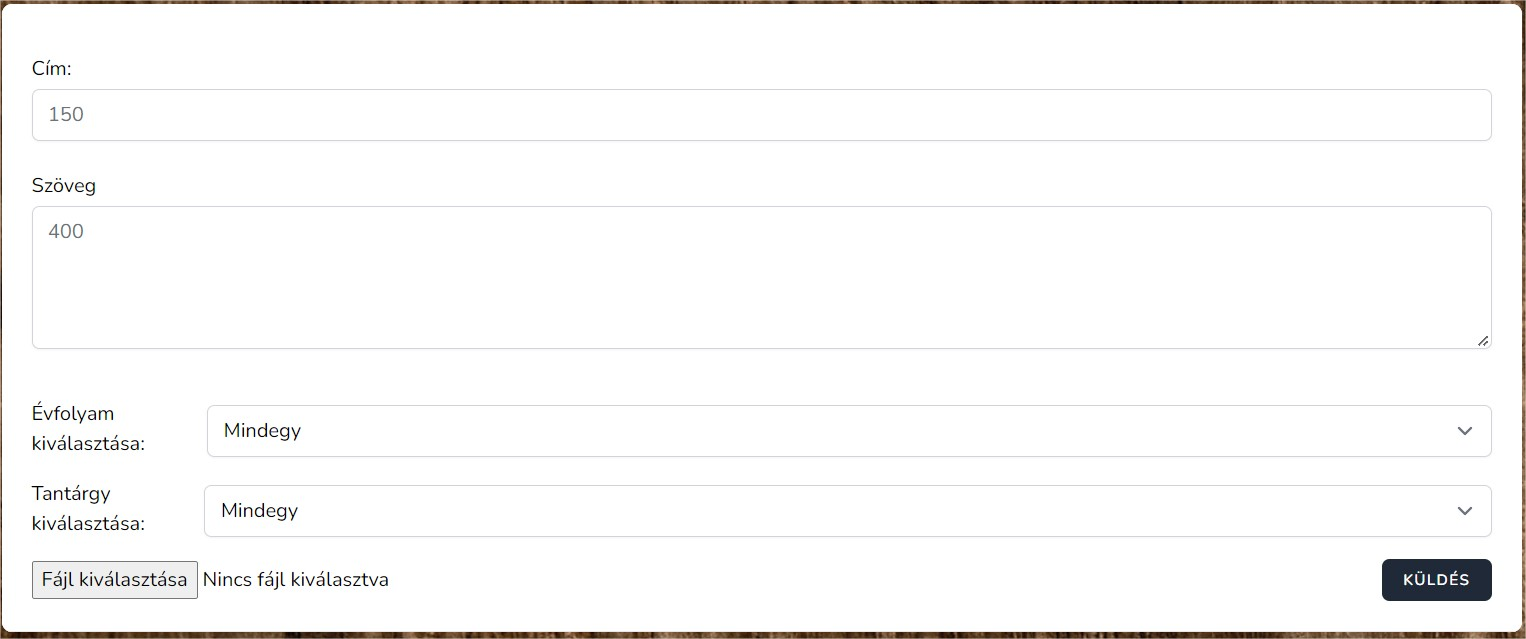 Cím:
150
Szöveg
400
Évfolyam
kiválasztása:
Mindegy
Tantárgy
kiválasztása:
Mindegy
Fájl kiválasztása Nincs fájl kiválasztva
KÜLDÉS